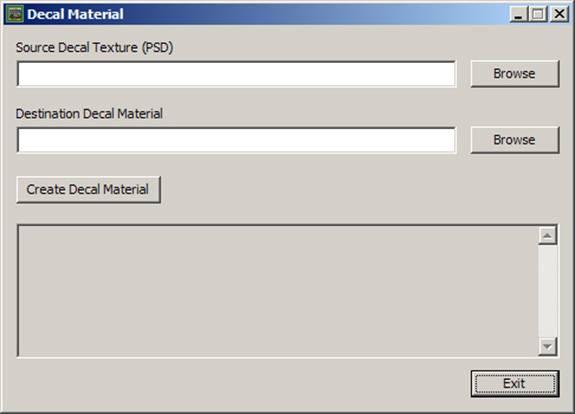 Decal Material
Source Decal Texture (PSD)
Browse
Destination Decal Material
Browse
Create Decal Material
Exit